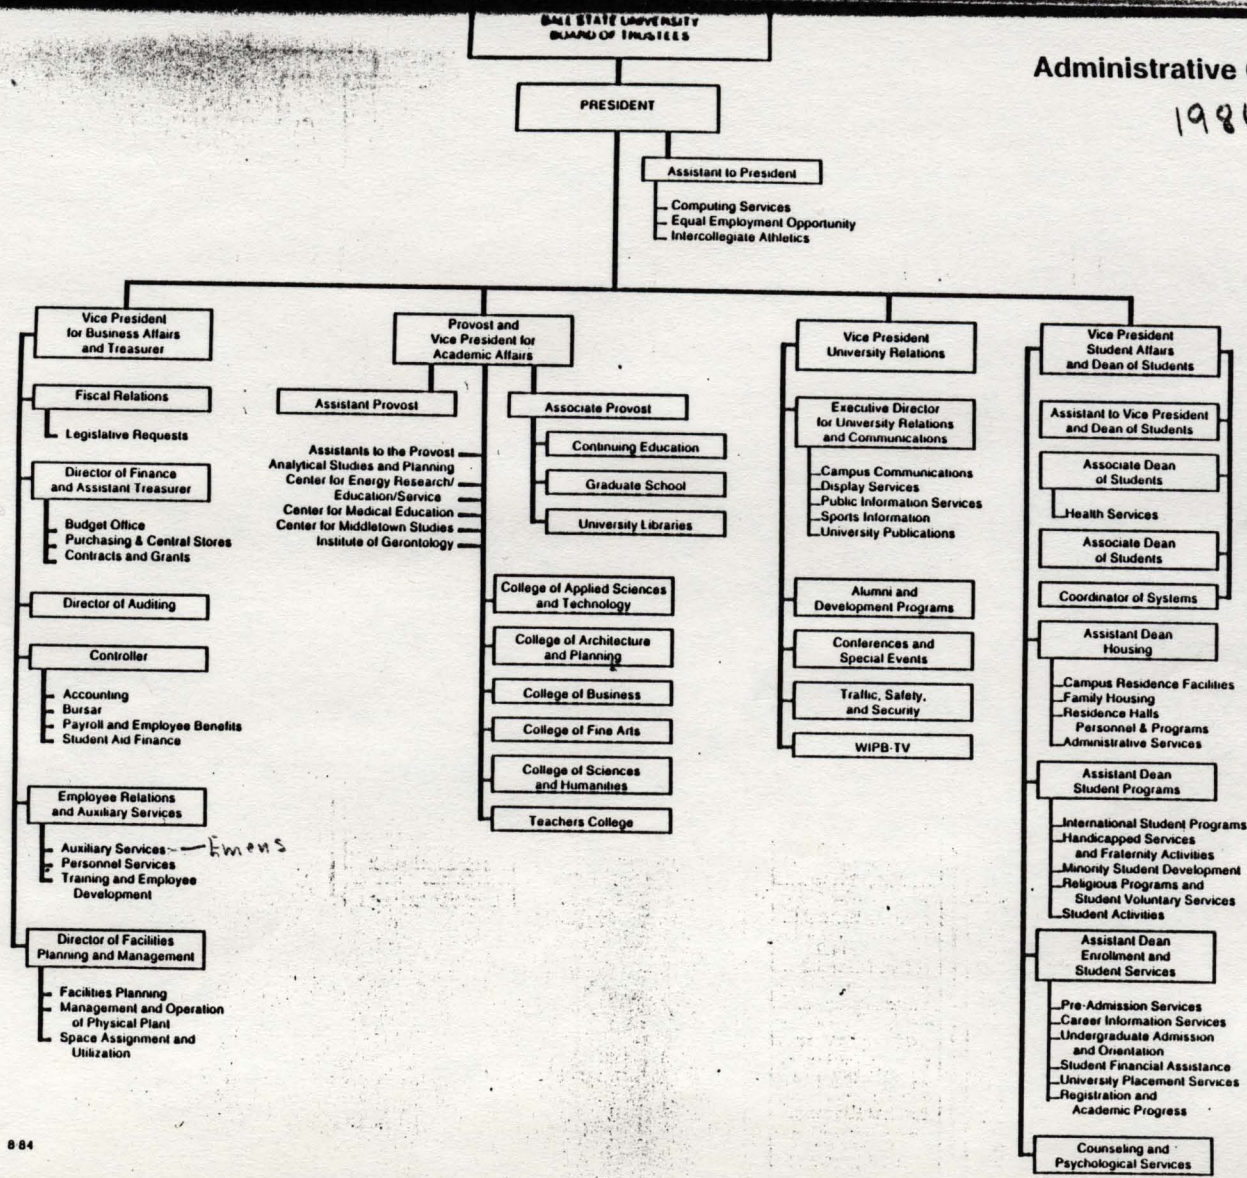 BALL STATE UNIVERSITY
BOARD OF TRUSTEES
Administrative
198
PRESIDENT
Assistant to President
Computing Services
Equal Employment Opportunity
Intercollegiate Athletics
Vice President
for Business Affairs
and Treasurer
Fiscal Relations
Legislative Requests
Director of Finance
and Assistant Treasurer
Budget Office
Purchasing & Central Stores
Contracts and Grants
Director of Auditing
Controller
Accounting
Bursar
Payroll and Employee Benefits
Student Aid Finance
Employee Relations
and Auxiliary Services
Auxiliary Services - Emens
Personnel Services
Training and Employee
Development
Director of Facilities
Planning and Management
Facilities Planning
Management and Operation
of Physical Plant
Space Assignment and
Utilization
Provost and
Vice President for
Academic Affairs
Assistant Provost
Associate Provost
Continuing Education
Graduate School
University Libraries
Assistants to the Provost
Analytical Studies and Planning
Center for Energy Research/
Education/Service
Center for Medical Education
Center for Middletown Studies
Institute of Gerontology
College of Applied Sciences
and Technology
College of Architecture
and Planning
College of Business
College of Fine Arts
College of Sciences
and Humanities
Teachers College
Vice President
University Relations
Executive Director
for University Relations
and Communications
Campus Communications
Display Services
Public Information Services
Sports Information
University Publications
Alumni and
Development Programs
Conferences and
Special Events
Traffic, Safety,
and Security
WIPB-TV
Vice President
Student Affairs
and Dean of Students
Assistant to Vice President
and Dean of Students
Associate Dean
of Students
Health Services
Associate Dean
of Students
Coordinator of Systems
Assistant Dean
Housing
Campus Residence Facilities
Family Housing
Residence Halls
Personnel & Programs
Administrative Services
Assistant Dean
Student Programs
International Student Programs
Handicapped Services
and Fraternity Activities
Minority Student Development
Religious Programs and
Student Voluntary Services
Student Activities
Assistant Dean
Enrollment and
Student Services
Pre-Admission Services
Career Information Services
Undergraduate Admission
and Orientation
Student Financial Assistance
University Placement Services
Registration and
Academic Progress
Counseling and
Psychological Services
8-84